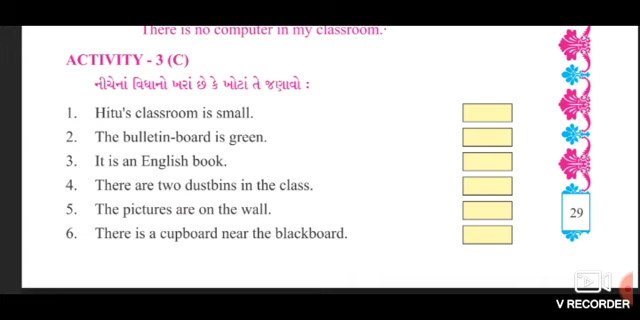 There is no computer in my classroom.
ACTIVITY - 3 (C)
નીચેનાં વિધાનો ખરાં છે કે ખોટાં તે જણાવો :
1. Hitu's classroom is small.
2. The bulletin-board is green.
3. It is an English book.
4. There are two dustbins in the class.
5. The pictures are on the wall.
6. There is a cupboard near the blackboard.
29
V RECORDER